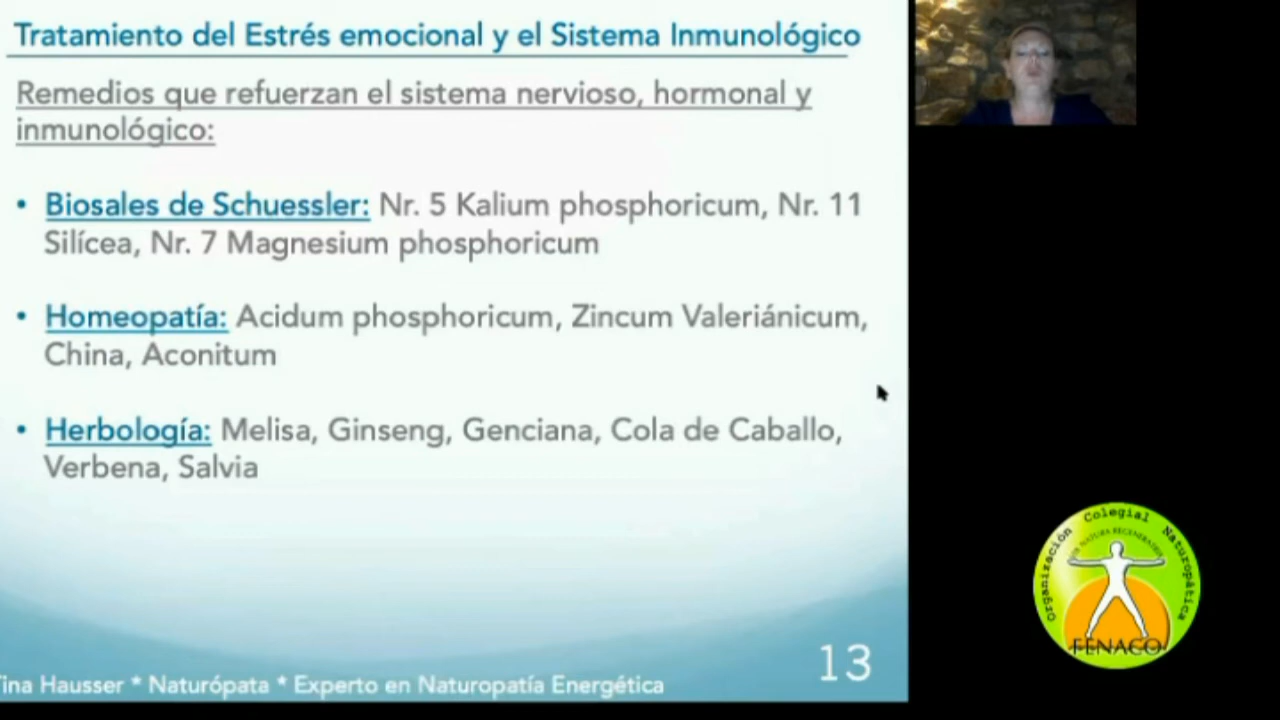 Tratamiento del Estrés emocional y el Sistema Inmunológico
Remedios que refuerzan el sistema nervioso, hormonal y
inmunológico:
• Biosales de Schuessler: Nr. 5 Kalium phosphoricum, Nr. 11
Silícea, Nr. 7 Magnesium phosphoricum
• Homeopatía: Acidum phosphoricum, Zincum Valeriánicum,
China, Aconitum
• Herbología: Melisa, Ginseng, Genciana, Cola de Caballo,
Verbena, Salvia
13
Tina Hausser * Naturópata * Experto en Naturopatía Energética
Organización Colegial Naturopática
FENACO